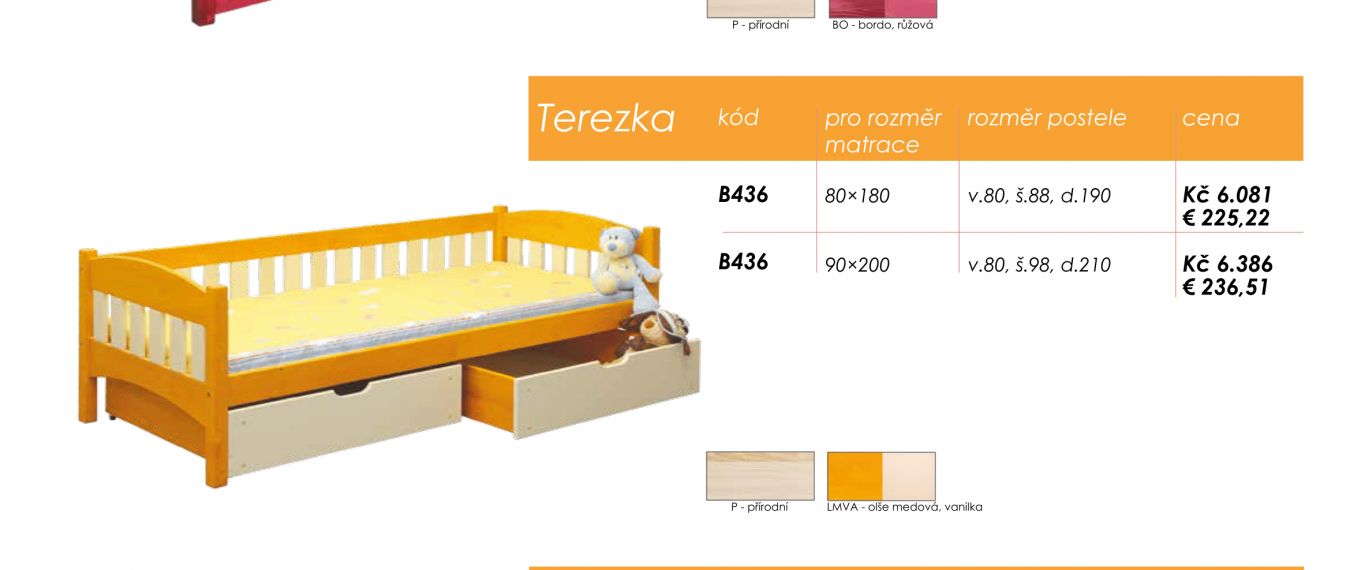 P - přírodní
BO - bordo, růžová
Terezka
kód
pro rozměr
matrace
rozměr postele
cena
B436
80×180
v.80, š.88, d.190
Kč 6.081
€ 225,22
B436
90×200
v.80, š.98, d.210
Kč 6.386
€ 236,51
P - přírodní
LMVA - olše medová, vanilka